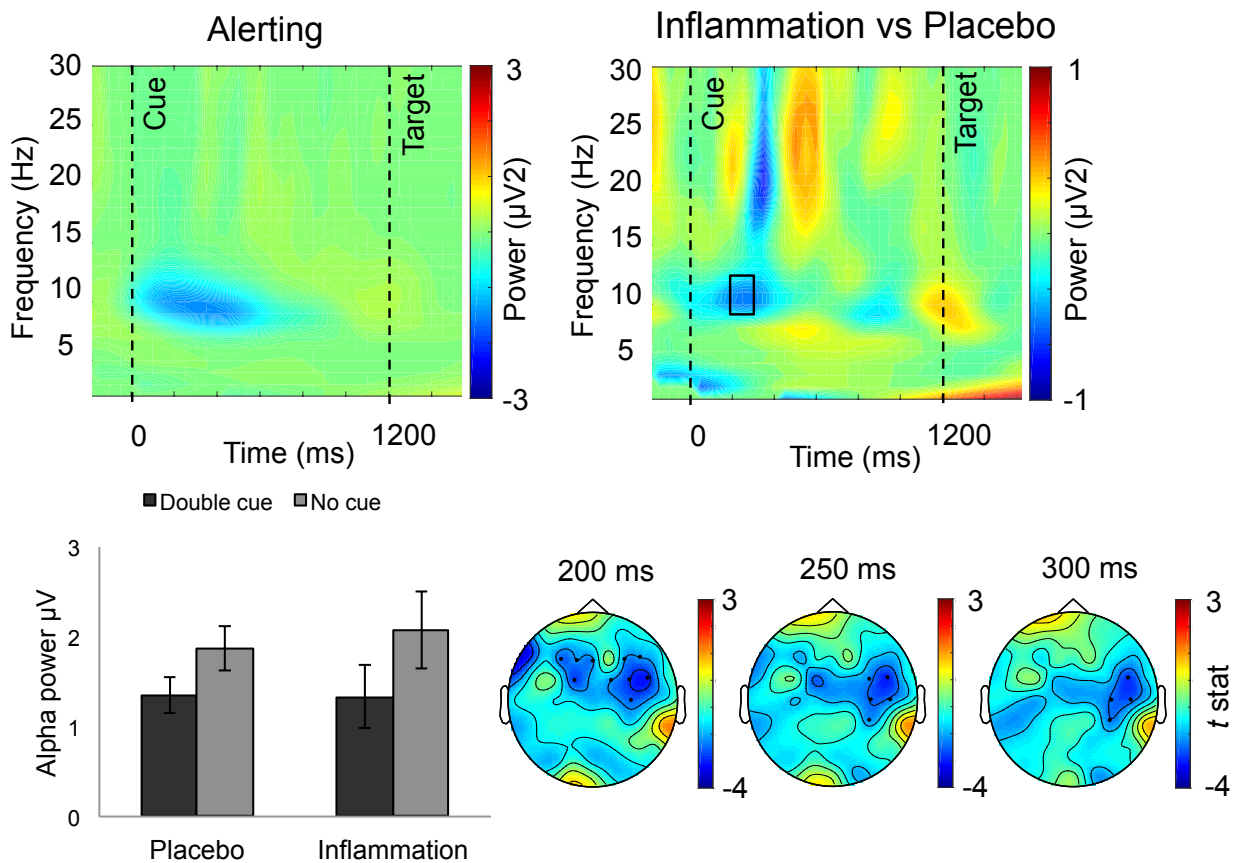 Alerting
30
25
20
15
10
5
Frequency (Hz)
Cue
Target
0
1200
Time (ms)
3
-3
Power (µV2)
Inflammation vs Placebo
30
25
20
15
10
5
Frequency (Hz)
Cue
Target
0
1200
Time (ms)
1
-1
Power (µV2)
Double cue
No cue
3
2
1
0
Alpha power µV
Placebo
Inflammation
200 ms
3
-4
250 ms
3
-4
300 ms
3
-4
t stat